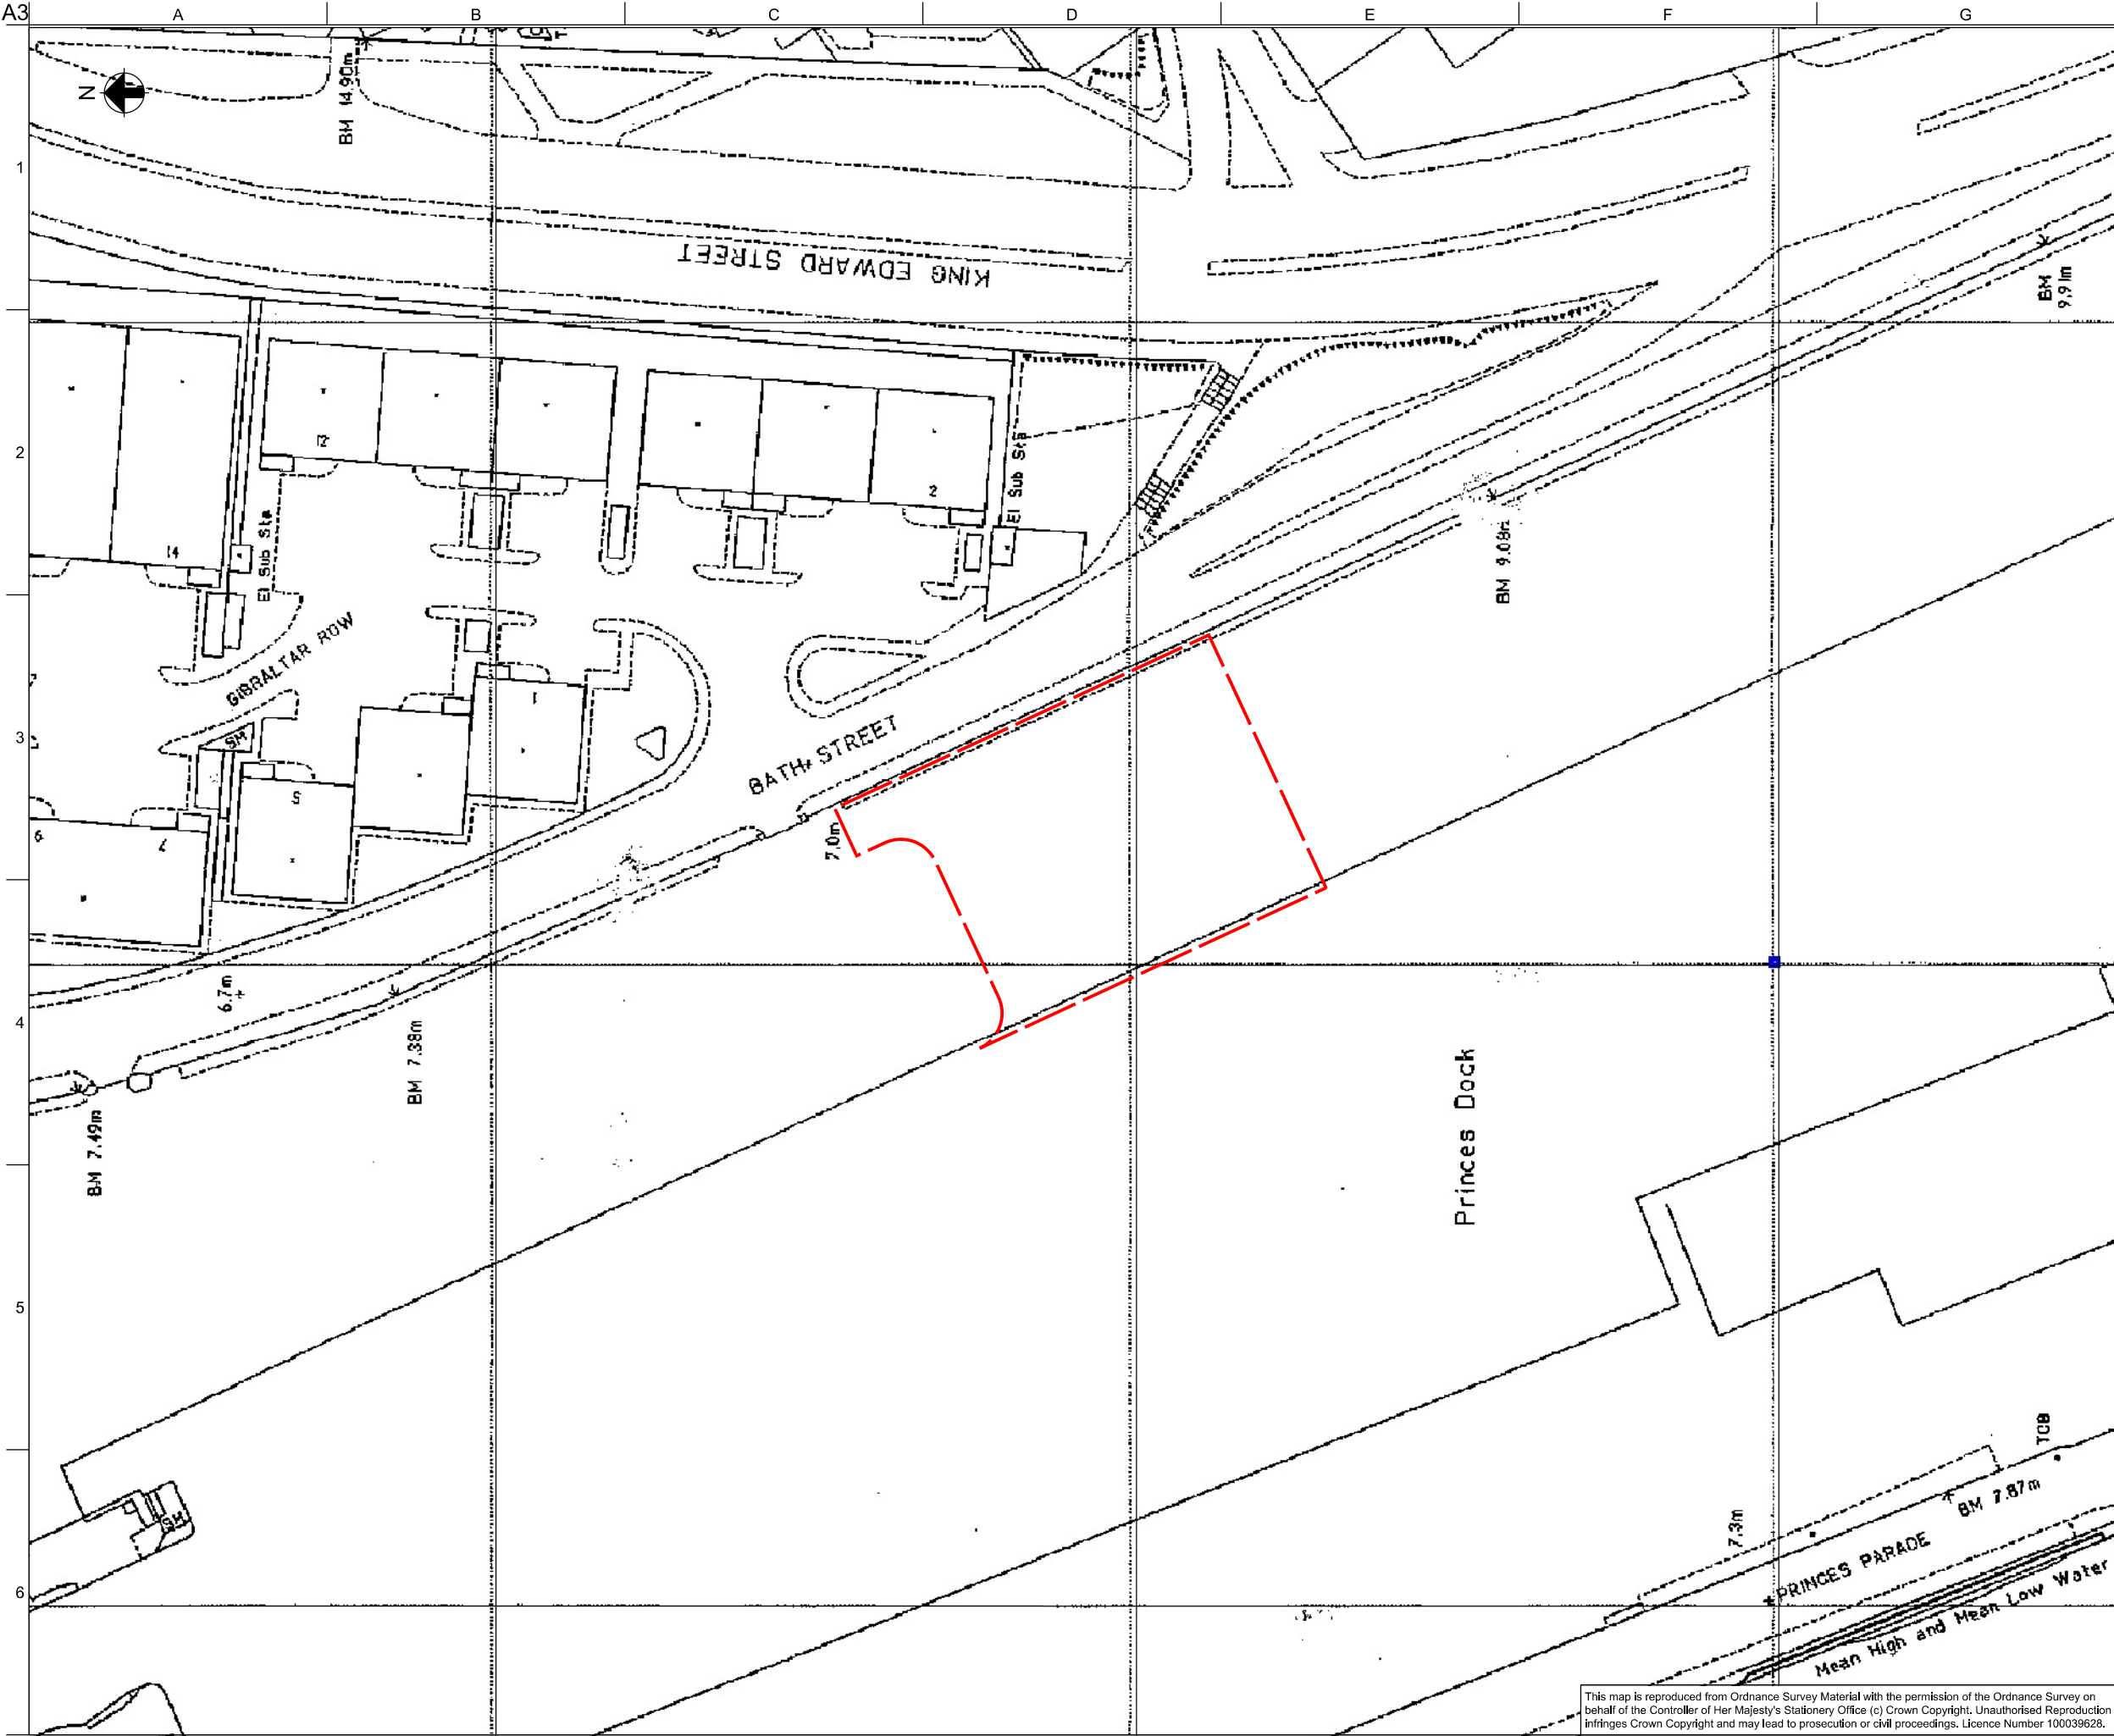 A3
A
B
C
D
E
F
G
N
BM 14.90m
1
KING EDWARD STREET
BM
9.91m
2
12
2
El Sub Sta
14
El Sub Sta
BM 9.08m
GIBRALTAR ROW
1
3
SM
BATH STREET
5
7.0m
6
4
6.7m
BM 7.38m
Princes Dock
BM 7.49m
5
TCB
BM 7.87m
7.3m
PRINCES PARADE
6
Mean High and Mean Low Water
This map is reproduced from Ordnance Survey Material with the permission of the Ordnance Survey on
behalf of the Controller of Her Majesty's Stationery Office (c) Crown Copyright. Unauthorised Reproduction
infringes Crown Copyright and may lead to prosecution or civil proceedings. Licence Number 100039628.